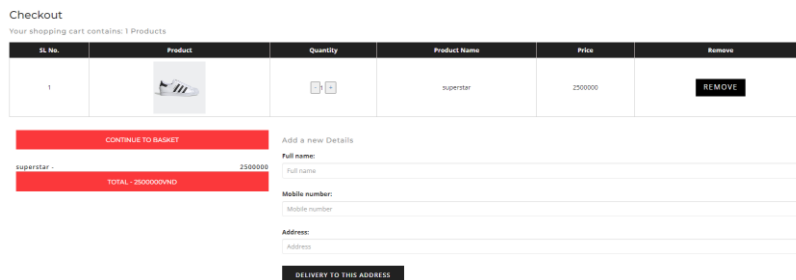 Checkout
Your shopping cart contains: 1 Products
SL No. Product Quantity Product Name Price Remove
1 - 1 + superstar 2500000 REMOVE
CONTINUE TO BASKET
superstar - 2500000
TOTAL - 2500000VND
Add a new Details
Full name:
Full name
Mobile number:
Mobile number
Address:
Address
DELIVERY TO THIS ADDRESS